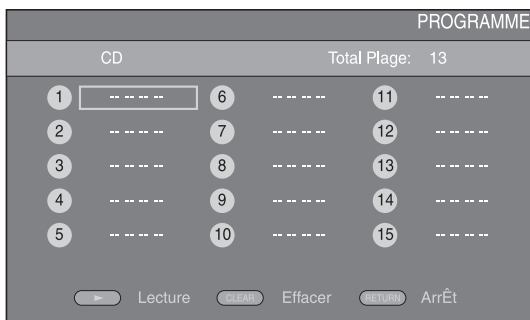 PROGRAMME
CD Total Plage: 13
1 -- -- -- -- 6 -- -- -- -- 11 -- -- -- --
2 -- -- -- -- 7 -- -- -- -- 12 -- -- -- --
3 -- -- -- -- 8 -- -- -- -- 13 -- -- -- --
4 -- -- -- -- 9 -- -- -- -- 14 -- -- -- --
5 -- -- -- -- 10 -- -- -- -- 15 -- -- -- --
Lecture CLEAR Effacer RETURN ArrÊt